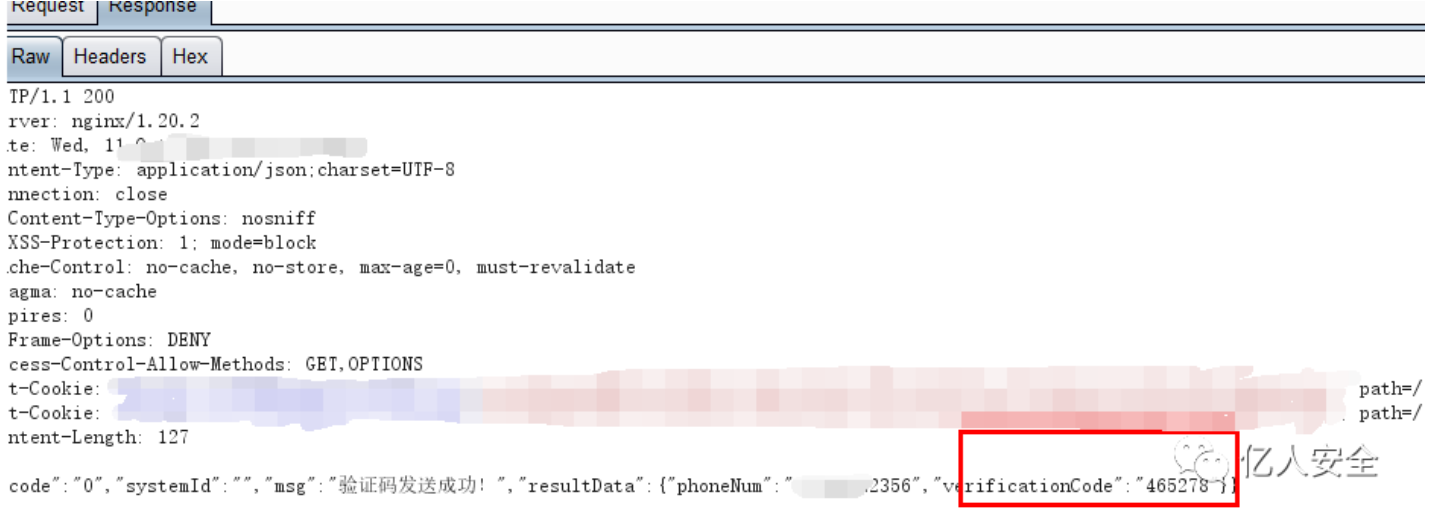 Request Response
Raw Headers Hex
TP/1.1 200
rver: nginx/1.20.2
te: Wed, 11
ntent-Type: application/json;charset=UTF-8
nnection: close
Content-Type-Options: nosniff
XSS-Protection: 1; mode=block
che-Control: no-cache, no-store, max-age=0, must-revalidate
agma: no-cache
pires: 0
Frame-Options: DENY
cess-Control-Allow-Methods: GET,OPTIONS
t-Cookie: path=/
t-Cookie: path=/
ntent-Length: 127
亿人安全
code":"0","systemId":"","msg":"验证码发送成功! ","resultData":{"phoneNum":" 2356","verificationCode":"465278"}}